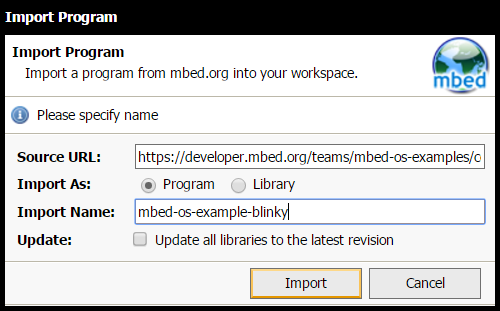 Import Program
Import Program
Import a program from mbed.org into your workspace.
mbed
Please specify name
Source URL: https://developer.mbed.org/teams/mbed-os-examples/c
Import As: Program Library
Import Name: mbed-os-example-blinky
Update: Update all libraries to the latest revision
Import Cancel